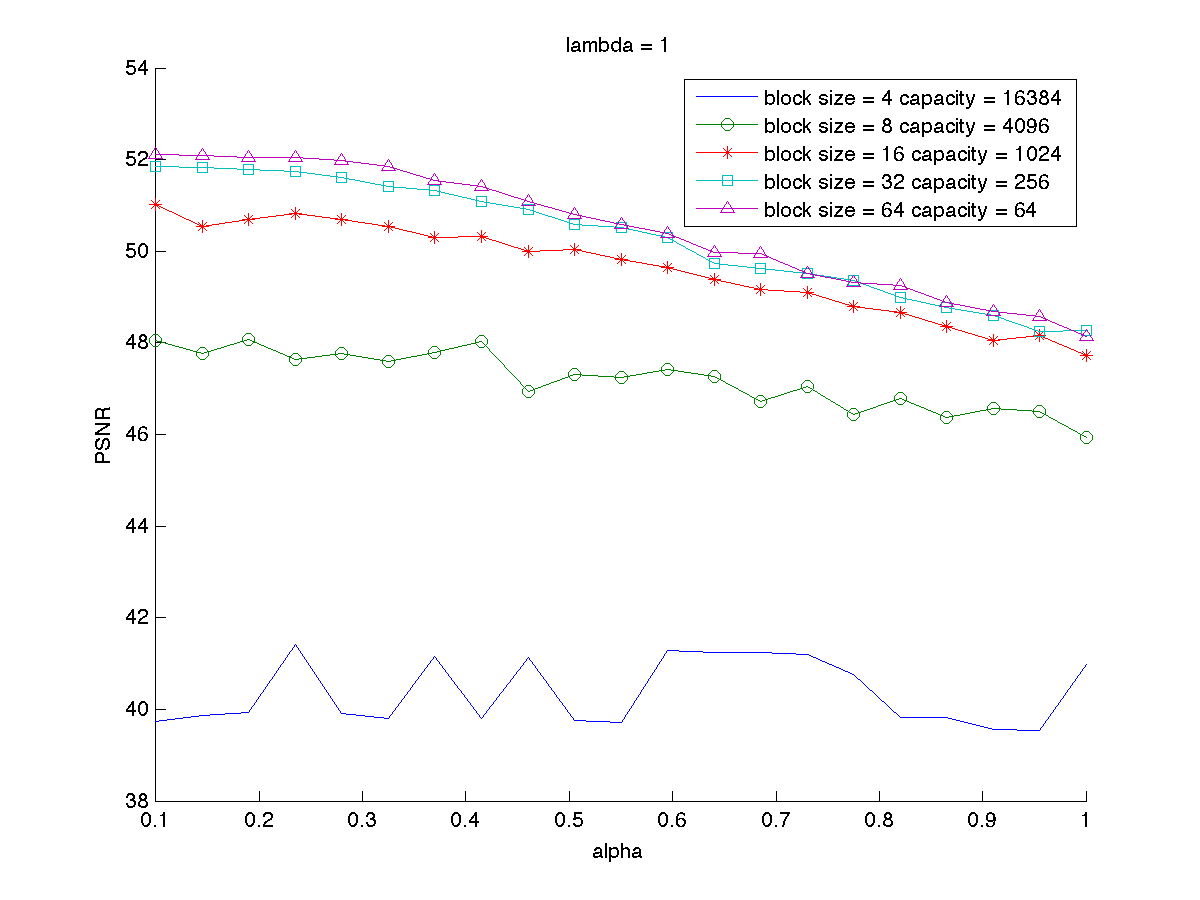 lambda = 1
54
52
50
48
46
44
42
40
38
PSNR
block size = 4 capacity = 16384
block size = 8 capacity = 4096
block size = 16 capacity = 1024
block size = 32 capacity = 256
block size = 64 capacity = 64
0.1 0.2 0.3 0.4 0.5 0.6 0.7 0.8 0.9 1
alpha